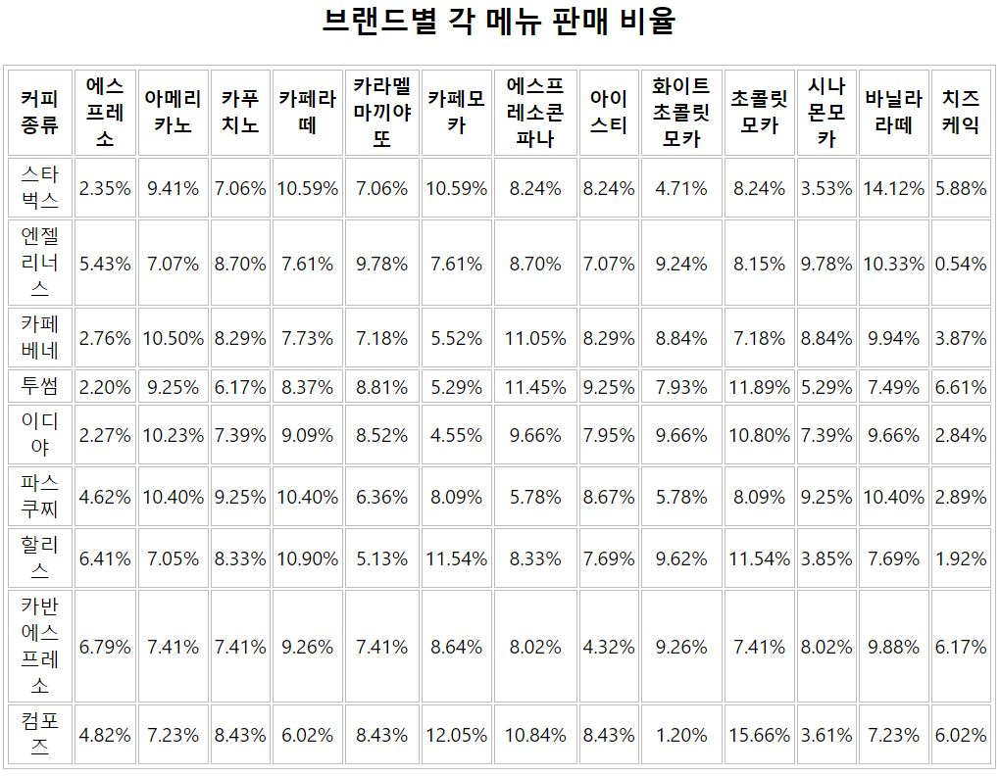 브랜드별 각 메뉴 판매 비율
커피 종류 에스프레소 아메리카노 카푸치노 카페라떼 카라멜마끼야또 카페모카 에스프레소콘파나 아이스티 화이트초콜릿모카 초콜릿모카 시나몬모카 바닐라라떼 치즈케익
스타벅스 2.35% 9.41% 7.06% 10.59% 7.06% 10.59% 8.24% 8.24% 4.71% 8.24% 3.53% 14.12% 5.88%
엔젤리너스 5.43% 7.07% 8.70% 7.61% 9.78% 7.61% 8.70% 7.07% 9.24% 8.15% 9.78% 10.33% 0.54%
카페베네 2.76% 10.50% 8.29% 7.73% 7.18% 5.52% 11.05% 8.29% 8.84% 7.18% 8.84% 9.94% 3.87%
투썸 2.20% 9.25% 6.17% 8.37% 8.81% 5.29% 11.45% 9.25% 7.93% 11.89% 5.29% 7.49% 6.61%
이디야 2.27% 10.23% 7.39% 9.09% 8.52% 4.55% 9.66% 7.95% 9.66% 10.80% 7.39% 9.66% 2.84%
파스쿠찌 4.62% 10.40% 9.25% 10.40% 6.36% 8.09% 5.78% 8.67% 5.78% 8.09% 9.25% 10.40% 2.89%
할리스 6.41% 7.05% 8.33% 10.90% 5.13% 11.54% 8.33% 7.69% 9.62% 11.54% 3.85% 7.69% 1.92%
카반에스프레소 6.79% 7.41% 7.41% 9.26% 7.41% 8.64% 8.02% 4.32% 9.26% 7.41% 8.02% 9.88% 6.17%
컴포즈 4.82% 7.23% 8.43% 6.02% 8.43% 12.05% 10.84% 8.43% 1.20% 15.66% 3.61% 7.23% 6.02%